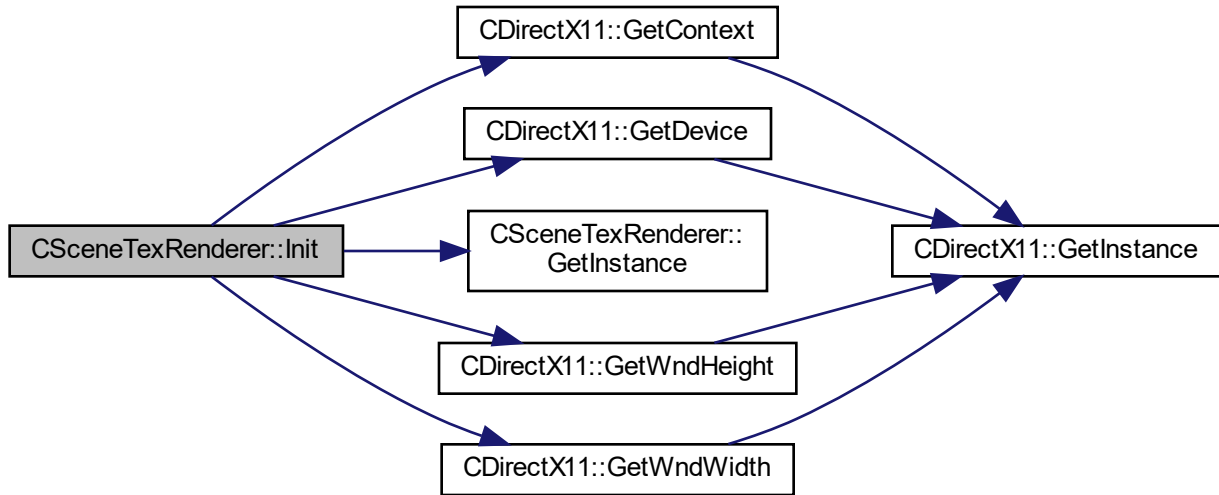 CDirectX11::GetContext
CDirectX11::GetDevice
CSceneTexRenderer::Init
CSceneTexRenderer::
GetInstance
CDirectX11::GetInstance
CDirectX11::GetWndHeight
CDirectX11::GetWndWidth